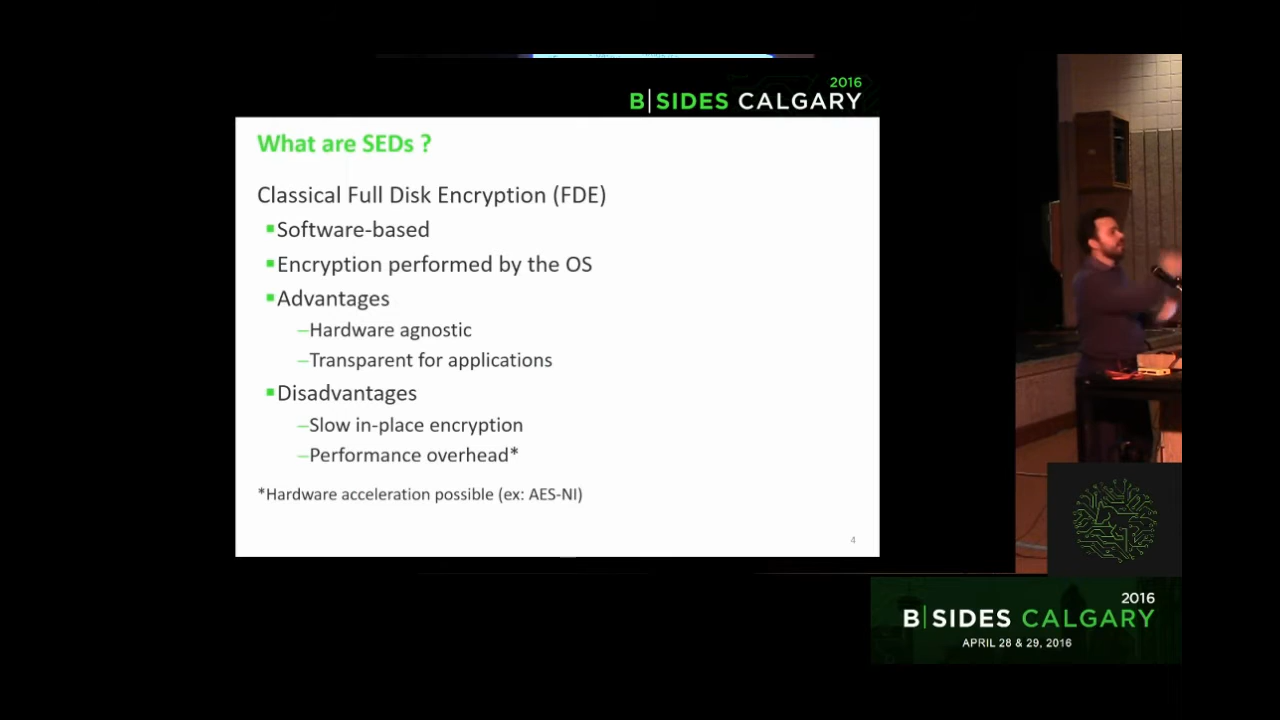 2016
B|SIDES CALGARY
What are SEDs ?
Classical Full Disk Encryption (FDE)
▪Software-based
▪Encryption performed by the OS
▪Advantages
–Hardware agnostic
–Transparent for applications
▪Disadvantages
–Slow in-place encryption
–Performance overhead*
*Hardware acceleration possible (ex: AES-NI)
4
2016
B|SIDES CALGARY
APRIL 28 & 29, 2016